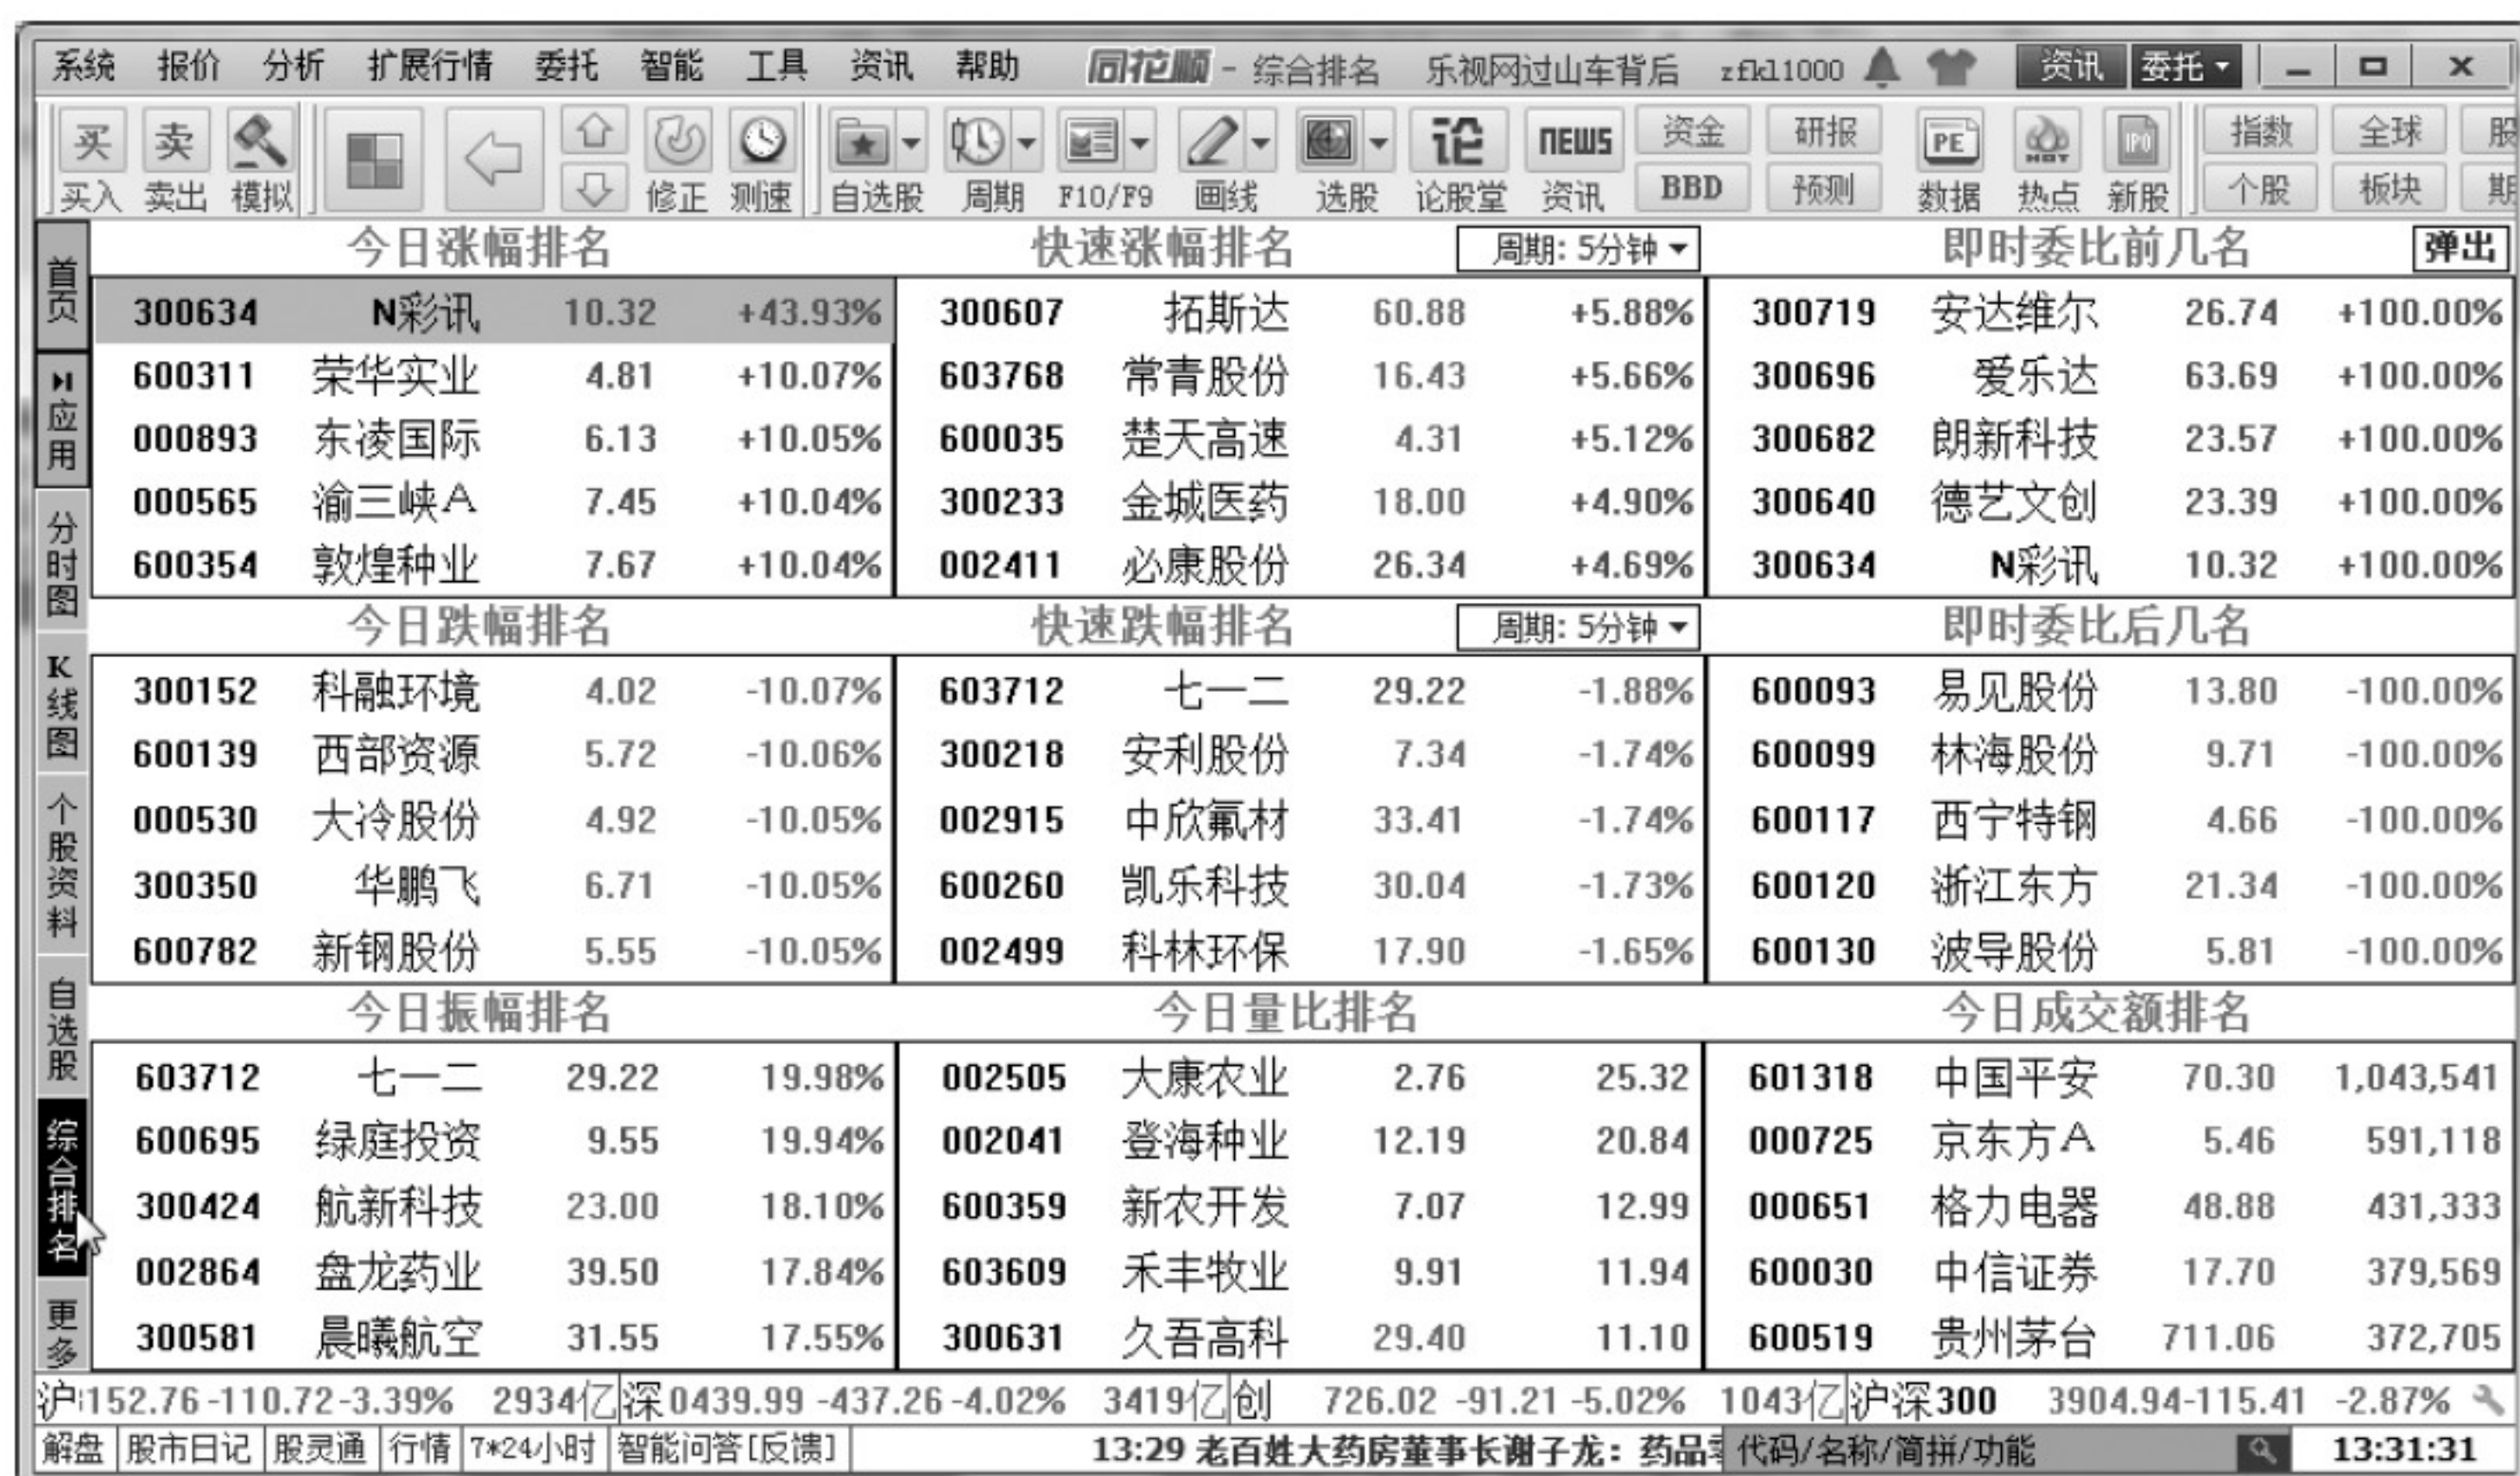 系统 报价 分析 扩展行情 委托 智能 工具 资讯 帮助 同花顺 - 综合排名 乐视网过山车背后 zfkl1000 资讯 委托
买 卖 论 NEWS 资金 研报 PE HOT IPO 指数 全球 股
买入 卖出 模拟 修正 测速 自选股 周期 F10/F9 画线 选股 论股堂 资讯 BBD 预测 数据 热点 新股 个股 板块 期
首页
应用
分时图
K线图
个股资料
自选股
综合排名
更多
今日涨幅排名 快速涨幅排名 周期: 5分钟 即时委比前几名 弹出
300634 N彩讯 10.32 +43.93% 300607 拓斯达 60.88 +5.88% 300719 安达维尔 26.74 +100.00%
600311 荣华实业 4.81 +10.07% 603768 常青股份 16.43 +5.66% 300696 爱乐达 63.69 +100.00%
000893 东凌国际 6.13 +10.05% 600035 楚天高速 4.31 +5.12% 300682 朗新科技 23.57 +100.00%
000565 渝三峡A 7.45 +10.04% 300233 金城医药 18.00 +4.90% 300640 德艺文创 23.39 +100.00%
600354 敦煌种业 7.67 +10.04% 002411 必康股份 26.34 +4.69% 300634 N彩讯 10.32 +100.00%
今日跌幅排名 快速跌幅排名 周期: 5分钟 即时委比后几名
300152 科融环境 4.02 -10.07% 603712 七一二 29.22 -1.88% 600093 易见股份 13.80 -100.00%
600139 西部资源 5.72 -10.06% 300218 安利股份 7.34 -1.74% 600099 林海股份 9.71 -100.00%
000530 大冷股份 4.92 -10.05% 002915 中欣氟材 33.41 -1.74% 600117 西宁特钢 4.66 -100.00%
300350 华鹏飞 6.71 -10.05% 600260 凯乐科技 30.04 -1.73% 600120 浙江东方 21.34 -100.00%
600782 新钢股份 5.55 -10.05% 002499 科林环保 17.90 -1.65% 600130 波导股份 5.81 -100.00%
今日振幅排名 今日量比排名 今日成交额排名
603712 七一二 29.22 19.98% 002505 大康农业 2.76 25.32 601318 中国平安 70.30 1,043,541
600695 绿庭投资 9.55 19.94% 002041 登海种业 12.19 20.84 000725 京东方A 5.46 591,118
300424 航新科技 23.00 18.10% 600359 新农开发 7.07 12.99 000651 格力电器 48.88 431,333
002864 盘龙药业 39.50 17.84% 603609 禾丰牧业 9.91 11.94 600030 中信证券 17.70 379,569
300581 晨曦航空 31.55 17.55% 300631 久吾高科 29.40 11.10 600519 贵州茅台 711.06 372,705
沪 152.76 -110.72 -3.39% 2934亿 深 0439.99 -437.26 -4.02% 3419亿 创 726.02 -91.21 -5.02% 1043亿 沪深300 3904.94 -115.41 -2.87%
解盘 股市日记 股灵通 行情 7*24小时 智能问答[反馈] 13:29 老百姓大药房董事长谢子龙: 药品 代码/名称/简拼/功能 13:31:31